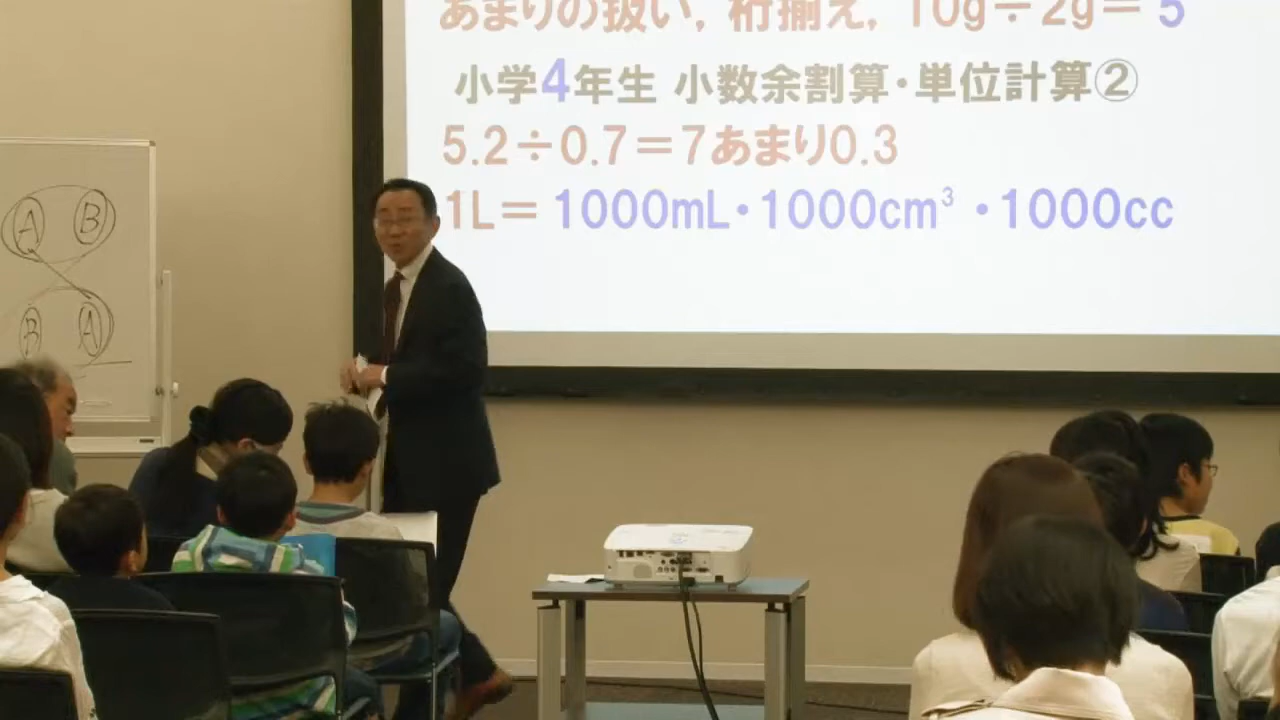 あまりの扱い, 桁揃え, 10g÷2g= 5
小学4年生 小数余割算・単位計算②
5.2÷0.7=7あまり0.3
1L= 1000mL・1000cm³・1000cc
A B
B A